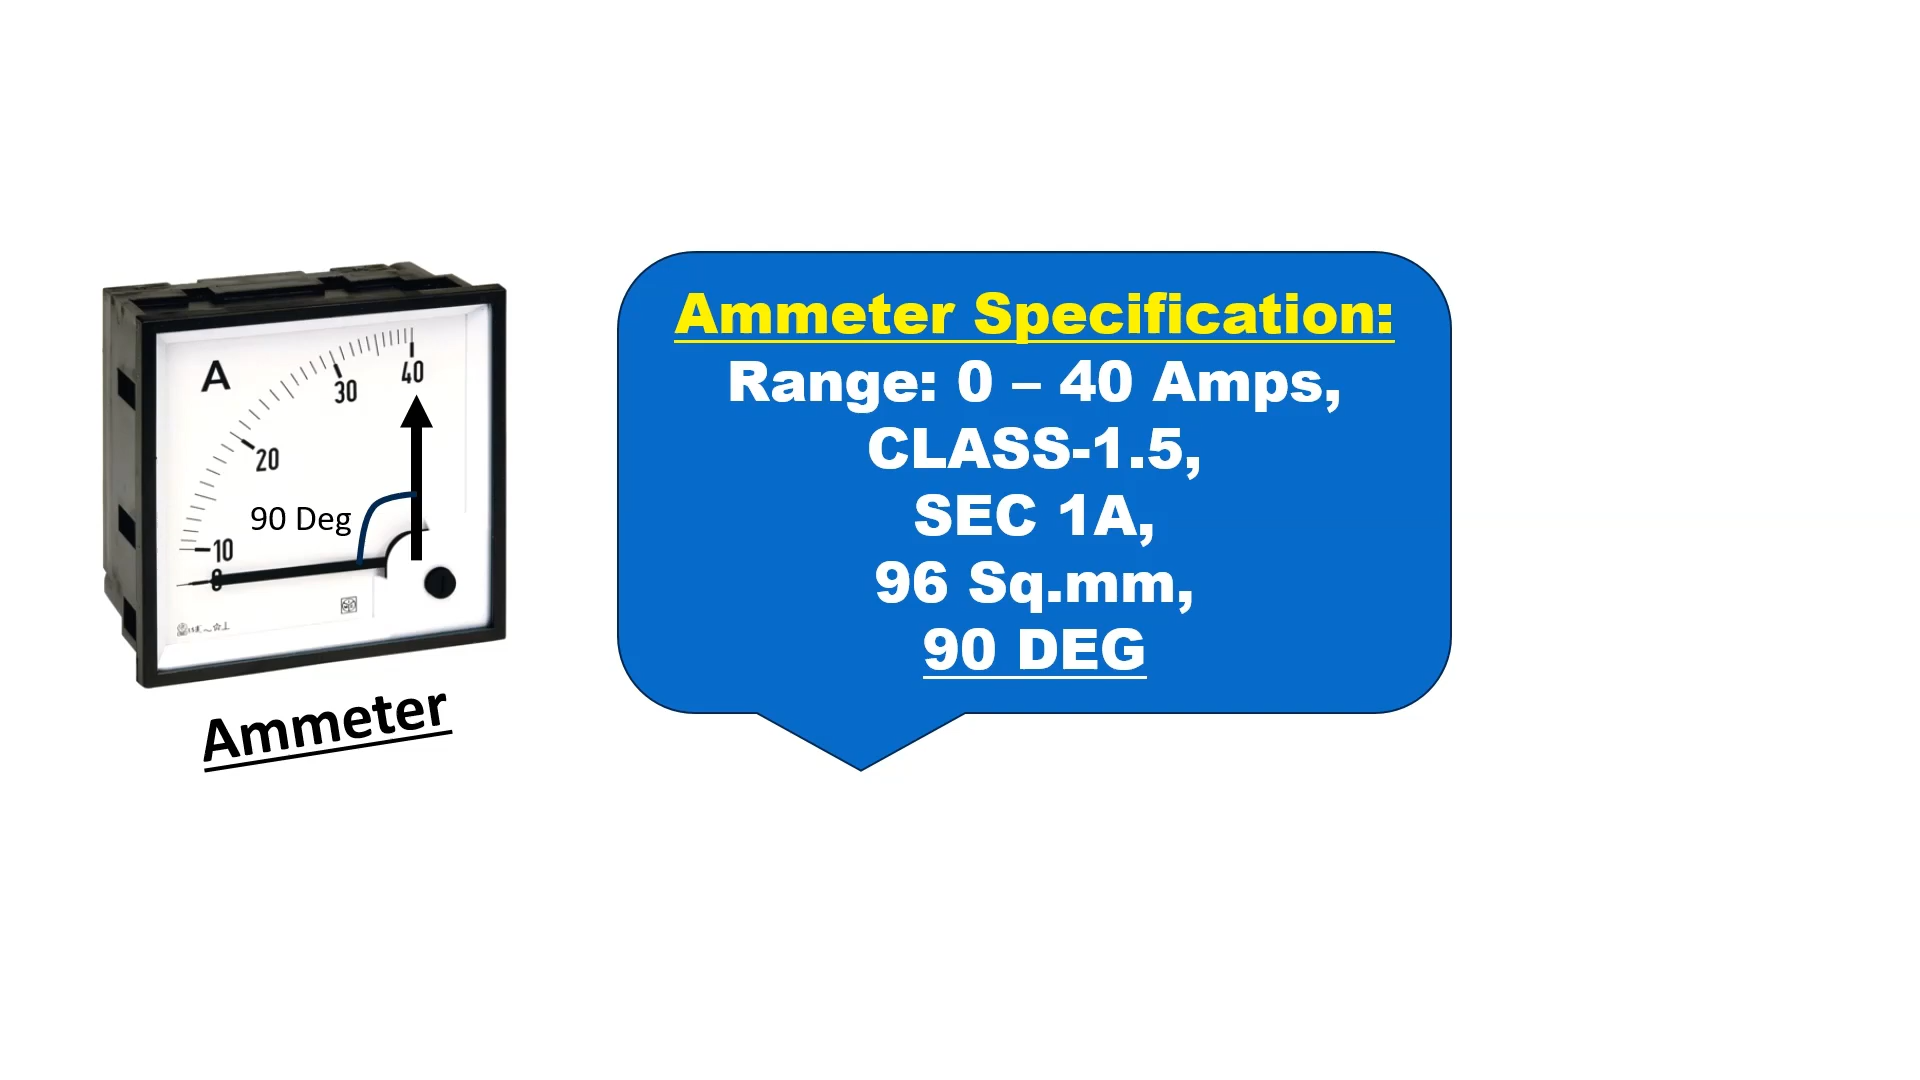 A
40
30
20
90 Deg
10
0
Ammeter
Ammeter Specification:
Range: 0 – 40 Amps,
CLASS-1.5,
SEC 1A,
96 Sq.mm,
90 DEG